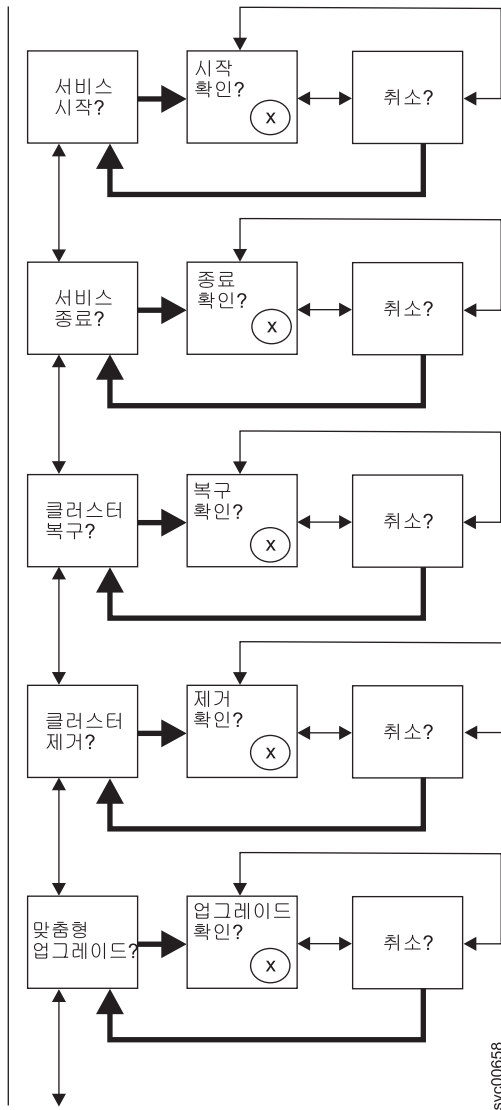 서비스
시작?
시작
확인?
x
취소?
서비스
종료?
종료
확인?
x
취소?
클러스터
복구?
복구
확인?
x
취소?
클러스터
제거?
제거
확인?
x
취소?
맞춤형
업그레이드?
업그레이드
확인?
x
취소?
svc00658